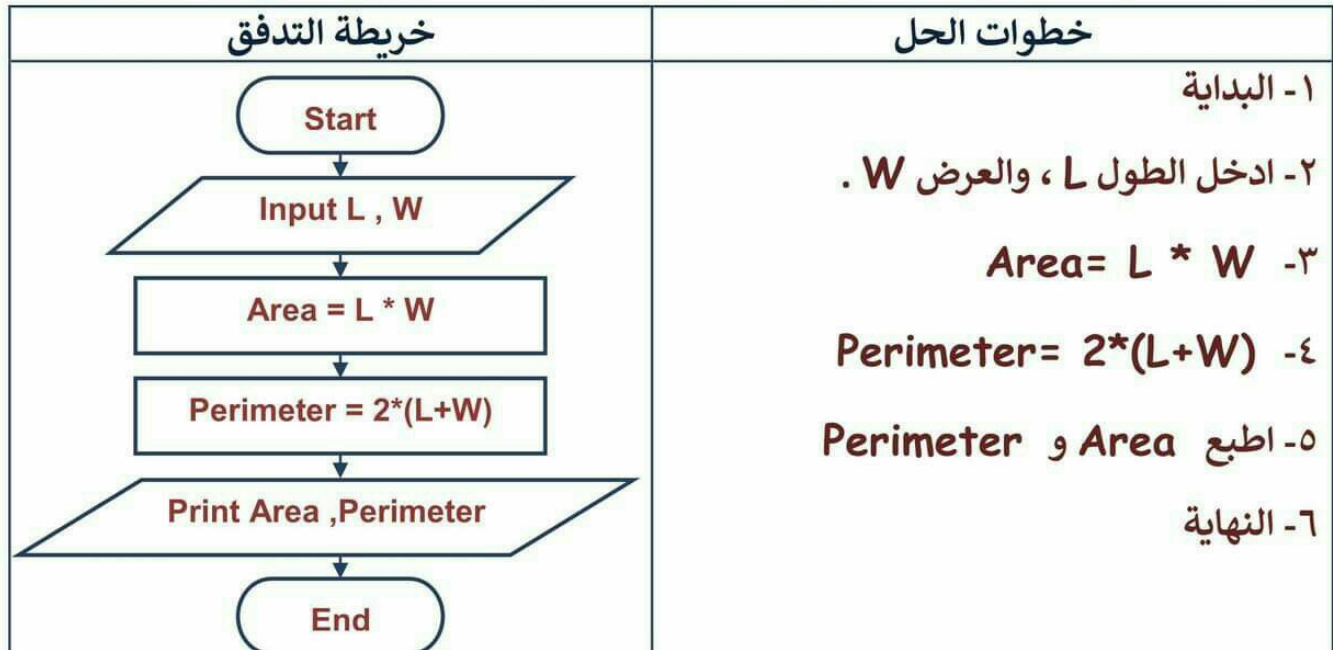 خطوات الحل
١- البداية
٢- ادخل الطول L ، والعرض W .
٣- Area= L * W
٤- Perimeter= 2*(L+W)
٥- اطبع Area و Perimeter
٦- النهاية
خريطة التدفق
Start
Input L , W
Area = L * W
Perimeter = 2*(L+W)
Print Area ,Perimeter
End